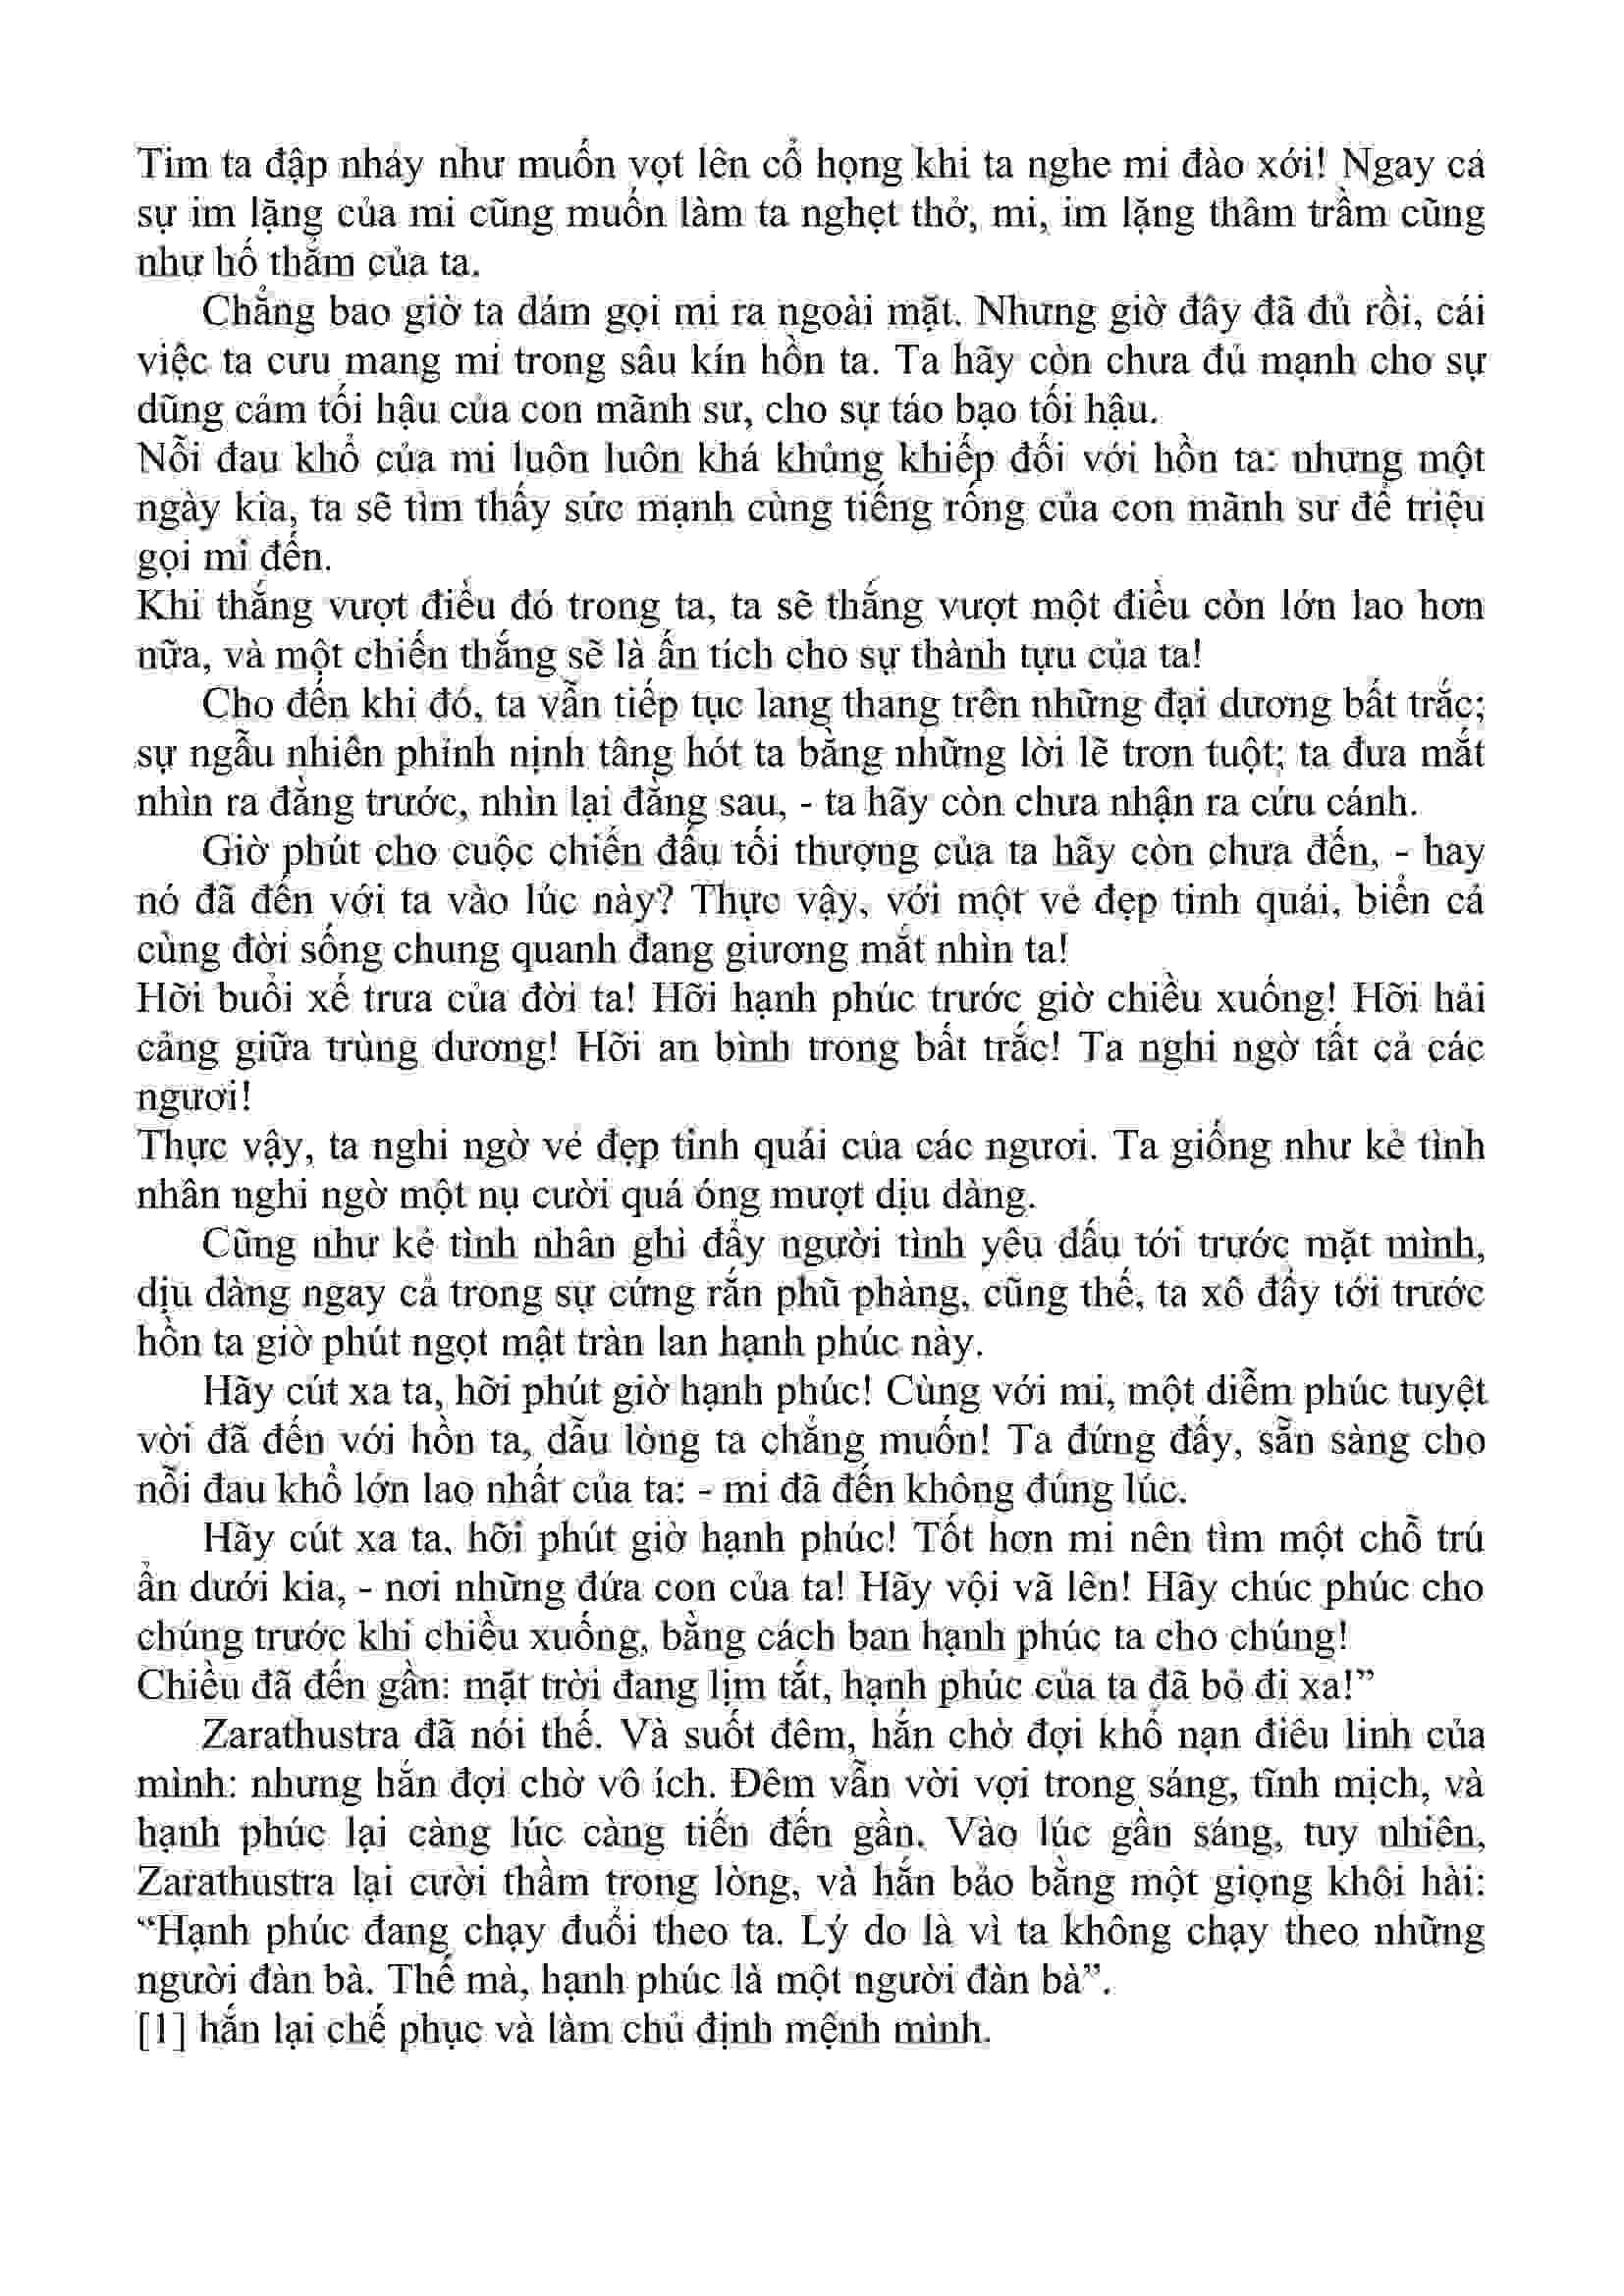 Tim ta đập nhảy như muốn vọt lên cổ họng khi ta nghe mi đào xới! Ngay cả
sự im lặng của mi cũng muốn làm ta nghẹt thở, mi, im lặng thâm trầm cũng
như hố thẳm của ta.
Chẳng bao giờ ta dám gọi mi ra ngoài mặt. Nhưng giờ đây đã đủ rồi, cái
việc ta cưu mang mi trong sâu kín hồn ta. Ta hãy còn chưa đủ mạnh cho sự
dũng cảm tối hậu của con mãnh sư, cho sự táo bạo tối hậu.
Nỗi đau khổ của mi luôn luôn khá khủng khiếp đối với hồn ta: nhưng một
ngày kia, ta sẽ tìm thấy sức mạnh cùng tiếng rống của con mãnh sư để triệu
gọi mi đến.
Khi thắng vượt điều đó trong ta, ta sẽ thắng vượt một điều còn lớn lao hơn
nữa, và một chiến thắng sẽ là ấn tích cho sự thành tựu của ta!
Cho đến khi đó, ta vẫn tiếp tục lang thang trên những đại dương bất trắc;
sự ngẫu nhiên phỉnh nịnh tâng hót ta bằng những lời lẽ trơn tuột; ta đưa mắt
nhìn ra đằng trước, nhìn lại đằng sau, - ta hãy còn chưa nhận ra cứu cánh.
Giờ phút cho cuộc chiến đấu tối thượng của ta hãy còn chưa đến, - hay
nó đã đến với ta vào lúc này? Thực vậy, với một vẻ đẹp tinh quái, biển cả
cùng đời sống chung quanh đang giương mắt nhìn ta!
Hỡi buổi xế trưa của đời ta! Hỡi hạnh phúc trước giờ chiều xuống! Hỡi hải
cảng giữa trùng dương! Hỡi an bình trong bất trắc! Ta nghi ngờ tất cả các
ngươi!
Thực vậy, ta nghi ngờ vẻ đẹp tinh quái của các ngươi. Ta giống như kẻ tình
nhân nghi ngờ một nụ cười quá óng mượt dịu dàng.
Cũng như kẻ tình nhân ghì đẩy người tình yêu dấu tới trước mặt mình,
dịu dàng ngay cả trong sự cứng rắn phũ phàng, cũng thế, ta xô đẩy tới trước
hồn ta giờ phút ngọt mật tràn lan hạnh phúc này.
Hãy cút xa ta, hỡi phút giờ hạnh phúc! Cùng với mi, một diễm phúc tuyệt
vời đã đến với hồn ta, dẫu lòng ta chẳng muốn! Ta đứng đấy, sẵn sàng cho
nỗi đau khổ lớn lao nhất của ta: - mi đã đến không đúng lúc.
Hãy cút xa ta, hỡi phút giờ hạnh phúc! Tốt hơn mi nên tìm một chỗ trú
ẩn dưới kia, - nơi những đứa con của ta! Hãy vội vã lên! Hãy chúc phúc cho
chúng trước khi chiều xuống, bằng cách ban hạnh phúc ta cho chúng!
Chiều đã đến gần: mặt trời đang lịm tắt, hạnh phúc của ta đã bỏ đi xa!”
Zarathustra đã nói thế. Và suốt đêm, hắn chờ đợi khổ nạn điêu linh của
mình: nhưng hắn đợi chờ vô ích. Đêm vẫn vời vợi trong sáng, tĩnh mịch, và
hạnh phúc lại càng lúc càng tiến đến gần. Vào lúc gần sáng, tuy nhiên,
Zarathustra lại cười thầm trong lòng, và hắn bảo bằng một giọng khôi hài:
“Hạnh phúc đang chạy đuổi theo ta. Lý do là vì ta không chạy theo những
người đàn bà. Thế mà, hạnh phúc là một người đàn bà”.
[1] hắn lại chế phục và làm chủ định mệnh mình.